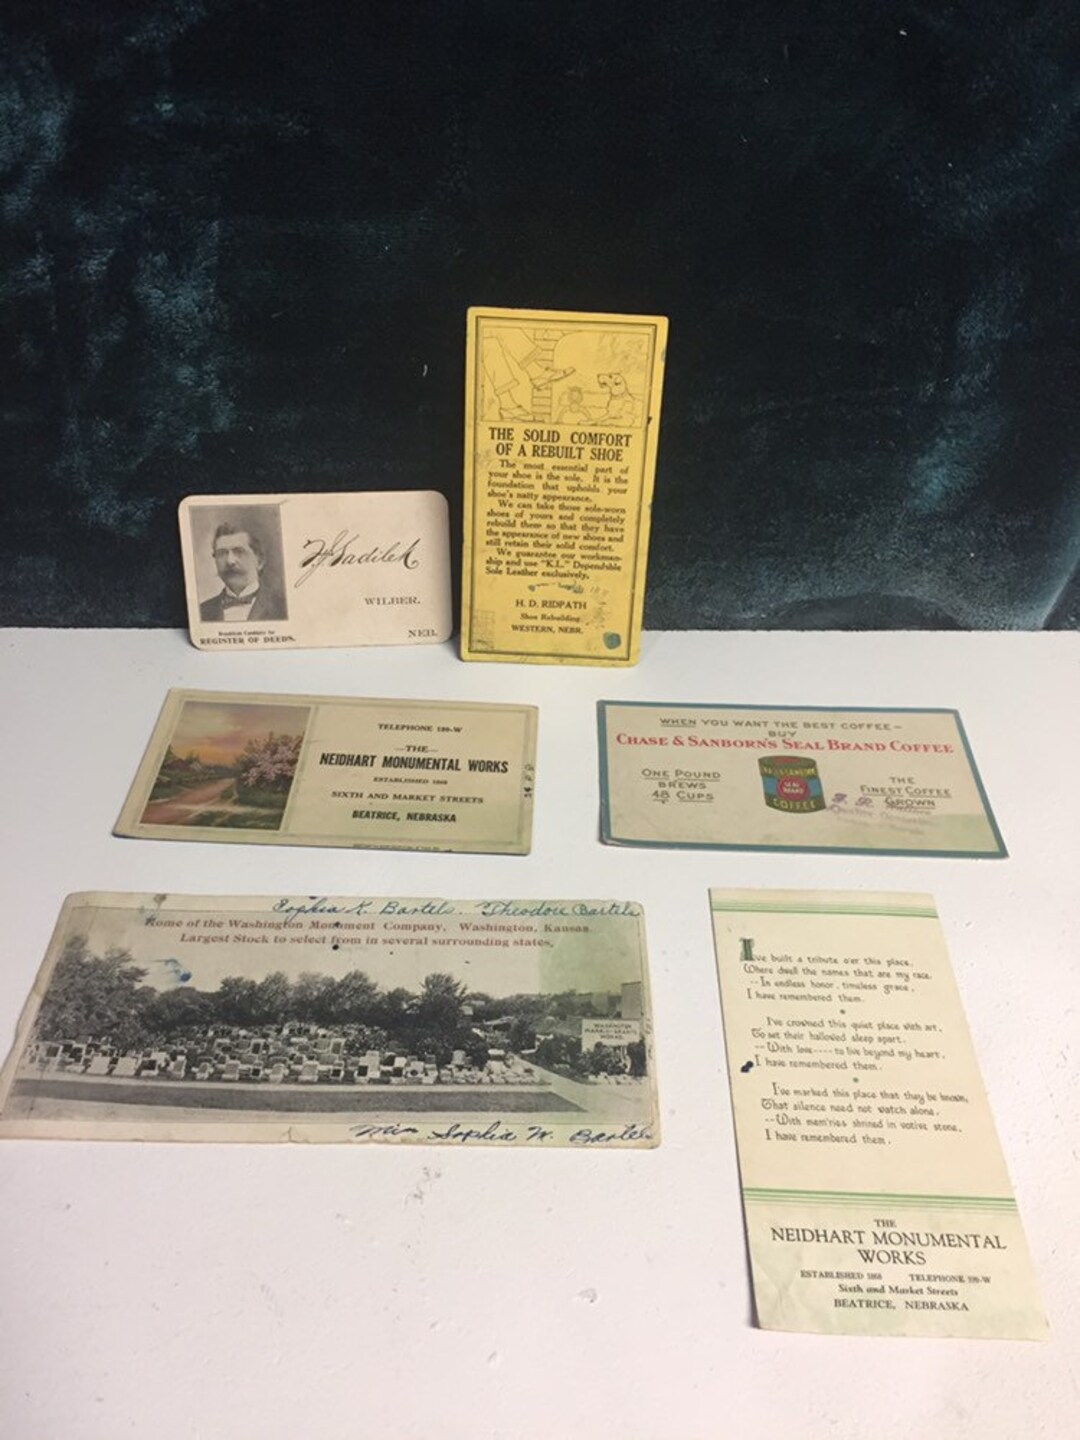 THE SOLID COMFORT
OF A REBUILT SHOE
The most essential part of
your shoe is the sole. It is the
foundation that upholds your
shoe's natty appearance.
We can take those sole-worn
shoes of yours and completely
rebuild them so that they have
the appearance of new shoes and
still retain their solid comfort.
We guarantee our workman-
ship and use "K.L." Dependable
Sole Leather exclusively.
H. D. RIDPATH
Shoe Rebuilding
WESTERN, NEBR.
Sadilek
WILBER,
NEB.
REGISTER OF DEEDS.
TELEPHONE 199-W
—THE—
NEIDHART MONUMENTAL WORKS
ESTABLISHED 1868
SIXTH AND MARKET STREETS
BEATRICE, NEBRASKA
WHEN YOU WANT THE BEST COFFEE—
BUY
CHASE & SANBORN'S SEAL BRAND COFFEE
ONE POUND
BREWS
48 CUPS
SEAL
BRAND
COFFEE
THE
FINEST COFFEE
GROWN
Sophia K. Bartels. Theodore Bartels
Home of the Washington Monument Company, Washington, Kansas.
Largest Stock to select from in several surrounding states,
WASHINGTON
WORKS
Miss Sophia M. Bartels
I've built a tribute o'er this place,
Where dwell the names that are my race.
--In endless honor, timeless grace,
I have remembered them.
I've crowned this quiet place with art,
To set their hallowed sleep apart.
--With love----to live beyond my heart,
I have remembered them.
I've marked this place that they be known,
That silence need not watch alone.
--With mem'ries shrined in votive stone,
I have remembered them.
THE
NEIDHART MONUMENTAL
WORKS
ESTABLISHED 1868 TELEPHONE 199-W
Sixth and Market Streets
BEATRICE, NEBRASKA